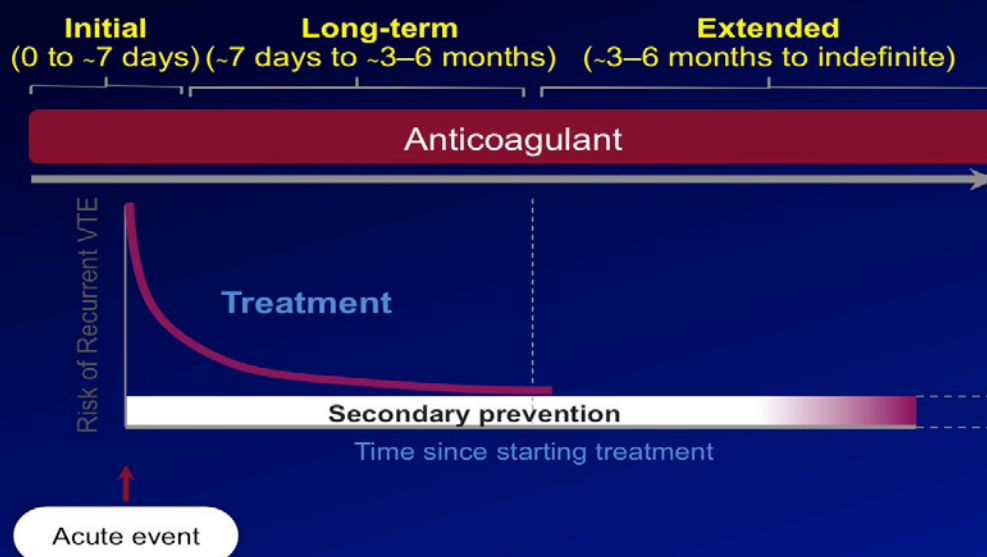 Initial
(0 to ~7 days)
Long-term
(~7 days to ~3–6 months)
Extended
(~3–6 months to indefinite)
Anticoagulant
Risk of Recurrent VTE
Treatment
Secondary prevention
Time since starting treatment
Acute event